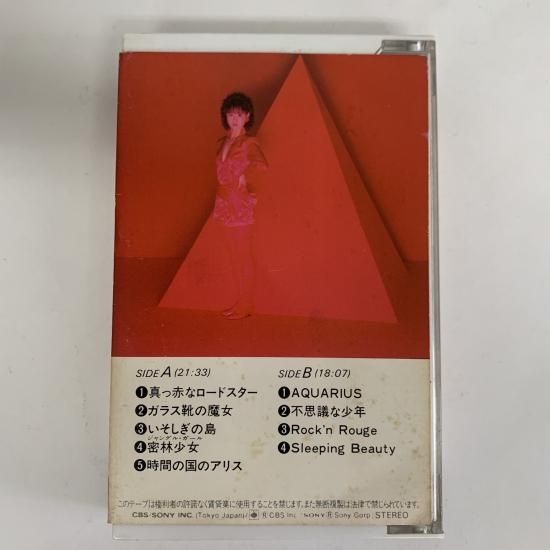 SIDE A (21:33)
❶真っ赤なロードスター
❷ガラス靴の魔女
❸いそしぎの島
ジャングル・ガール
❹密林少女
❺時間の国のアリス
SIDE B (18:07)
❶AQUARIUS
❷不思議な少年
❸Rock'n Rouge
❹Sleeping Beauty
このテープは権利者の許諾なく賃貸業に使用することを禁じます。また無断複製は法律で禁じられています。
CBS/SONY INC. (Tokyo Japan)/ ⓇCBS Inc. "SONY"ⓇSony Corp. STEREO